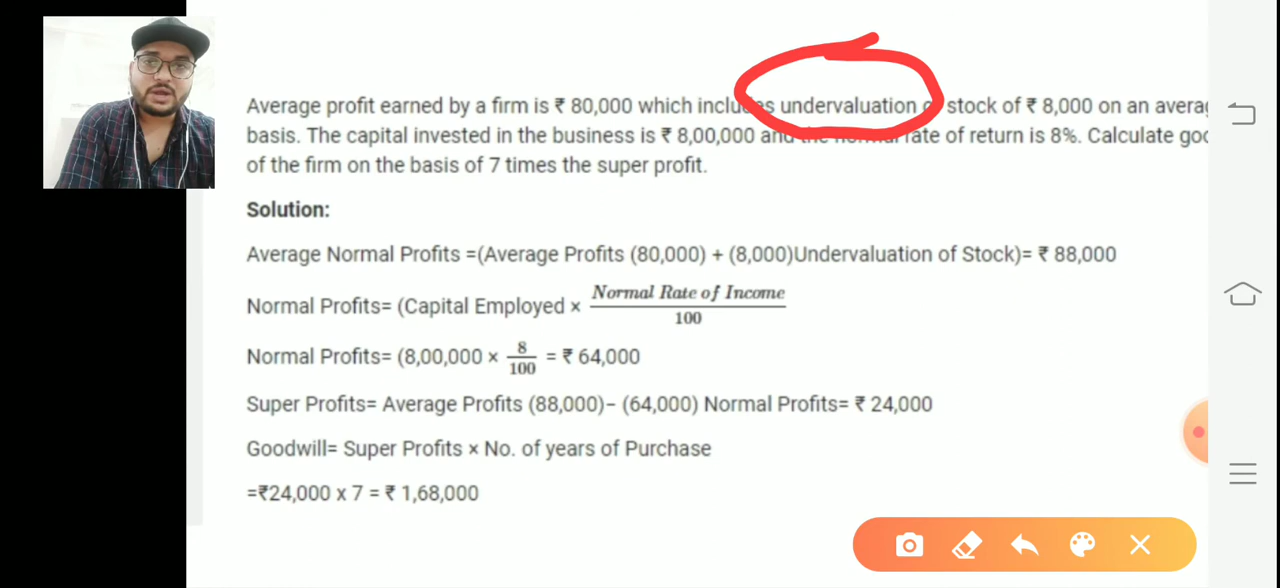 Average profit earned by a firm is ₹ 80,000 which includes undervaluation stock of ₹ 8,000 on an
basis. The capital invested in the business is ₹ 8,00,000 and the normal rate of return is 8%. Calculate
of the firm on the basis of 7 times the super profit.
Solution:
Average Normal Profits =(Average Profits (80,000) + (8,000)Undervaluation of Stock)= ₹ 88,000
Normal Profits= (Capital Employed × Normal Rate of Income / 100
Normal Profits= (8,00,000 × 8 / 100 = ₹ 64,000
Super Profits= Average Profits (88,000)− (64,000) Normal Profits= ₹ 24,000
Goodwill= Super Profits × No. of years of Purchase
=₹24,000 x 7 = ₹ 1,68,000